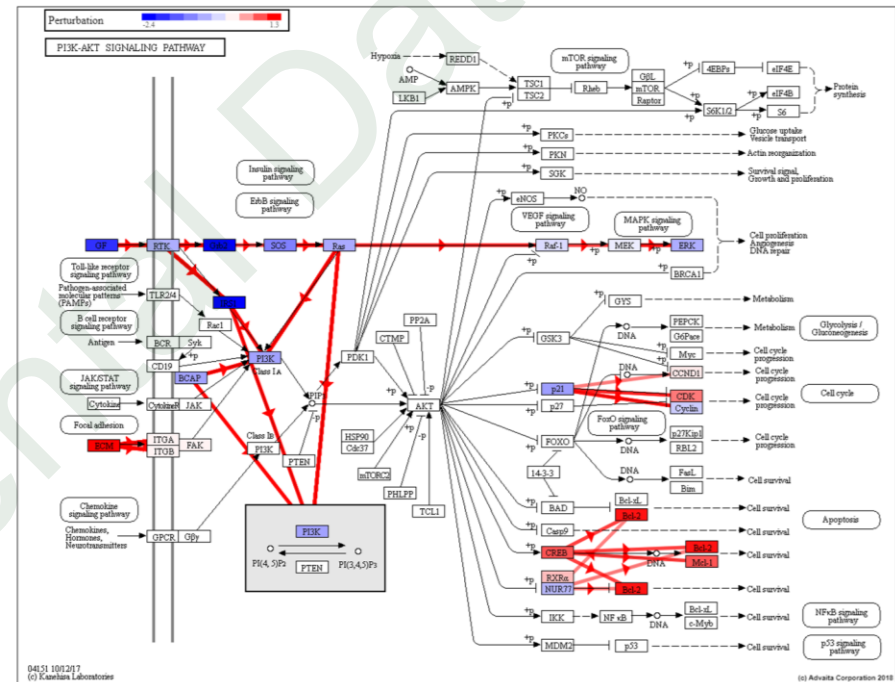 Perturbation
-2.4
1.3
PI3K-AKT SIGNALING PATHWAY
Hypoxia
REDD1
mTOR signaling
pathway
AMP
LKB1
AMPK
TSC1
TSC2
Rheb
GβL
mTOR
Raptor
4EBPs
eIF4E
S6K1/2
eIF4B
S6
Protein
synthesis
+p
+p
+p
+p
+p
+p
PKCs
Glucose uptake
Vesicle transport
PKN
Actin reorganization
SGK
Survival signal,
Growth and proliferation
Insulin signaling
pathway
ErbB signaling
pathway
eNOS
NO
VEGF signaling
pathway
MAPK signaling
pathway
GF
RTK
SOS
Ras
Raf-1
MEK
ERK
Cell proliferation
Angiogenesis
DNA repair
BRCA1
Toll-like receptor
signaling pathway
Pathogen-associated
molecular patterns
(PAMPs)
TLR2/4
Rac1
B cell receptor
signaling pathway
Antigen
BCR
Syk
CD19
+p
BCAP
PI3K
Class IA
PIP3
JAK/STAT
signaling pathway
Cytokine
CytokineR
JAK
Focal adhesion
ECM
ITGA
ITGB
FAK
Class IB
PI3K
PTEN
Chemokine
signaling pathway
Chemokines,
Hormones,
Neurotransmitters
GPCR
Gβγ
PI3K
PI(4, 5)P2
PI(3,4,5)P3
PTEN
PDK1
PP2A
CTMP
AKT
HSP90
Cdc37
mTORC2
PHLPP
TCL1
GYS
Metabolism
GSK3
DNA
PEPCK
G6Pace
Metabolism
Glycolysis /
Gluconeogenesis
Myc
Cell cycle
progression
DNA
CCND1
Cell cycle
progression
p21
CDK
Cyclin
p27
Cell cycle
progression
Cell cycle
FoxO signaling
pathway
FOXO
DNA
p27Kip1
RBL2
Cell cycle
progression
14-3-3
DNA
FasL
Bim
Cell survival
BAD
Bcl-xL
Bcl-2
Cell survival
Apoptosis
Casp9
Cell survival
CREB
DNA
Bcl-2
Mcl-1
Cell survival
RXRα
NUR77
Bcl-2
Cell survival
IKK
NFκB
DNA
Bcl-xL
c-Myb
Cell survival
NFκB signaling
pathway
MDM2
p53
Cell survival
p53 signaling
pathway
04151 10/12/17
(c) Kanehisa Laboratories
(c) Advaita Corporation 2018